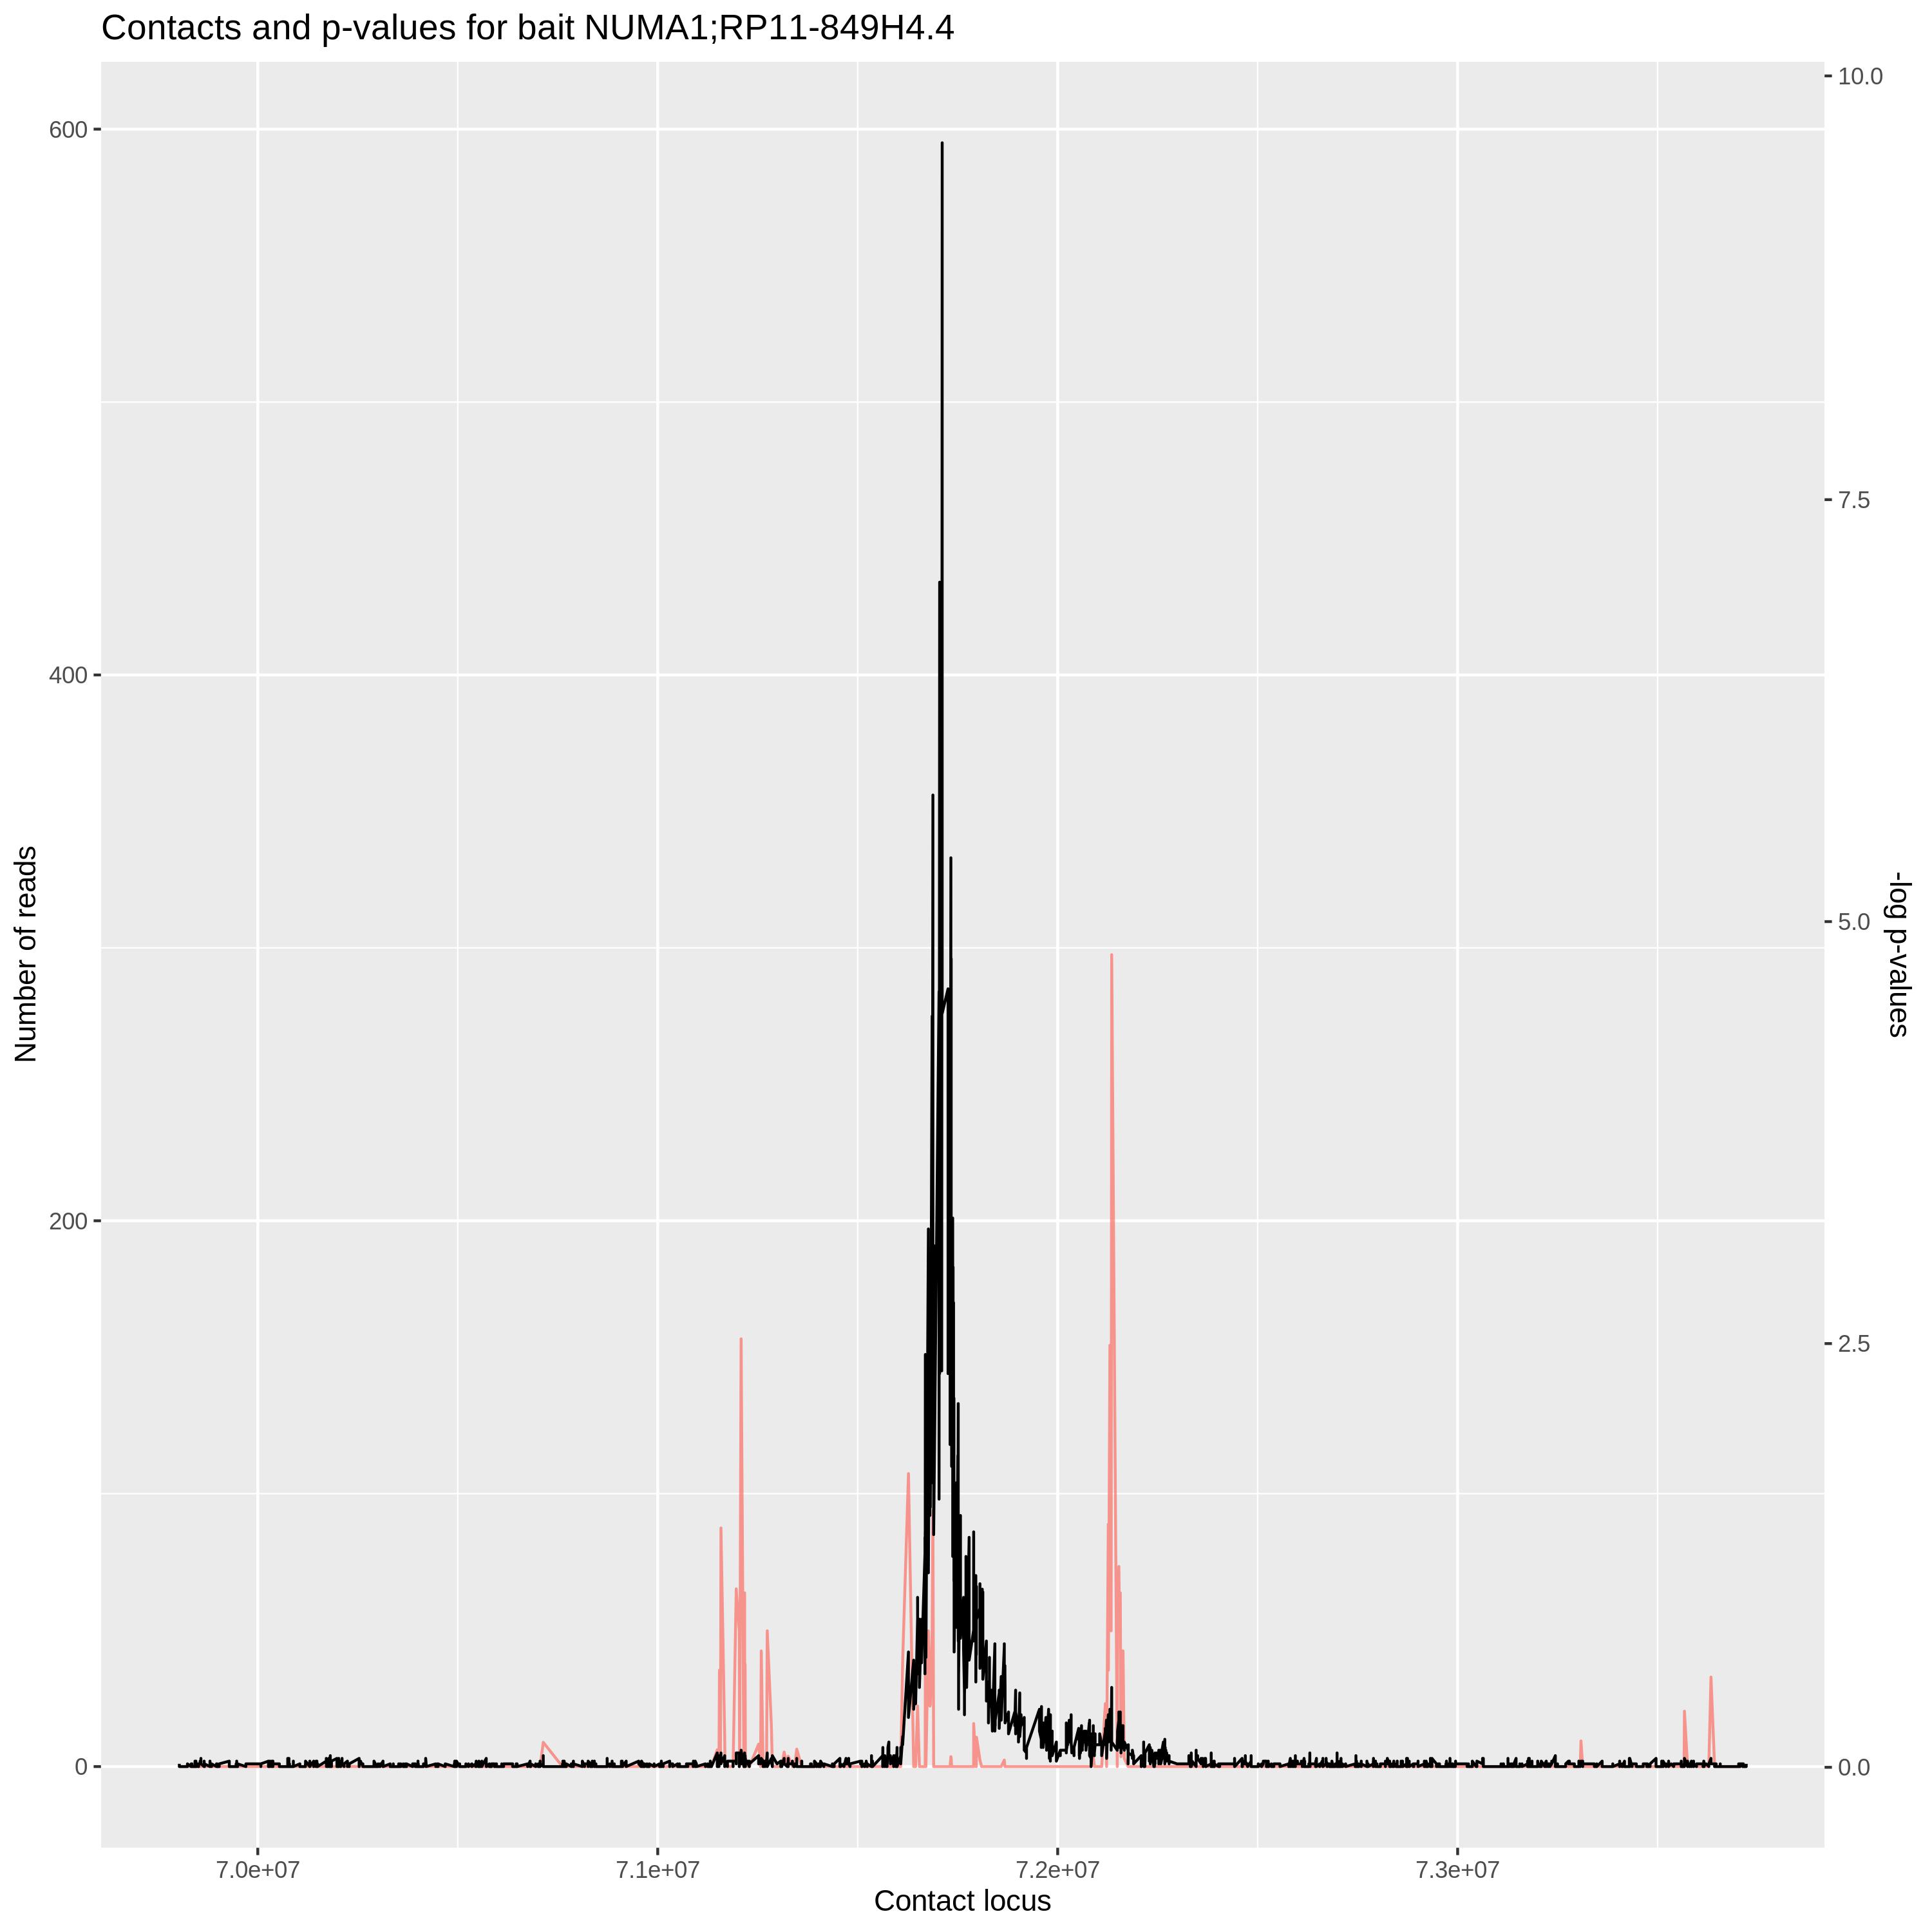 Contacts and p-values for bait NUMA1;RP11-849H4.4
600
400
200
0
Number of reads
10.0
7.5
5.0
2.5
0.0
-log p-values
7.0e+07
7.1e+07
7.2e+07
7.3e+07
Contact locus